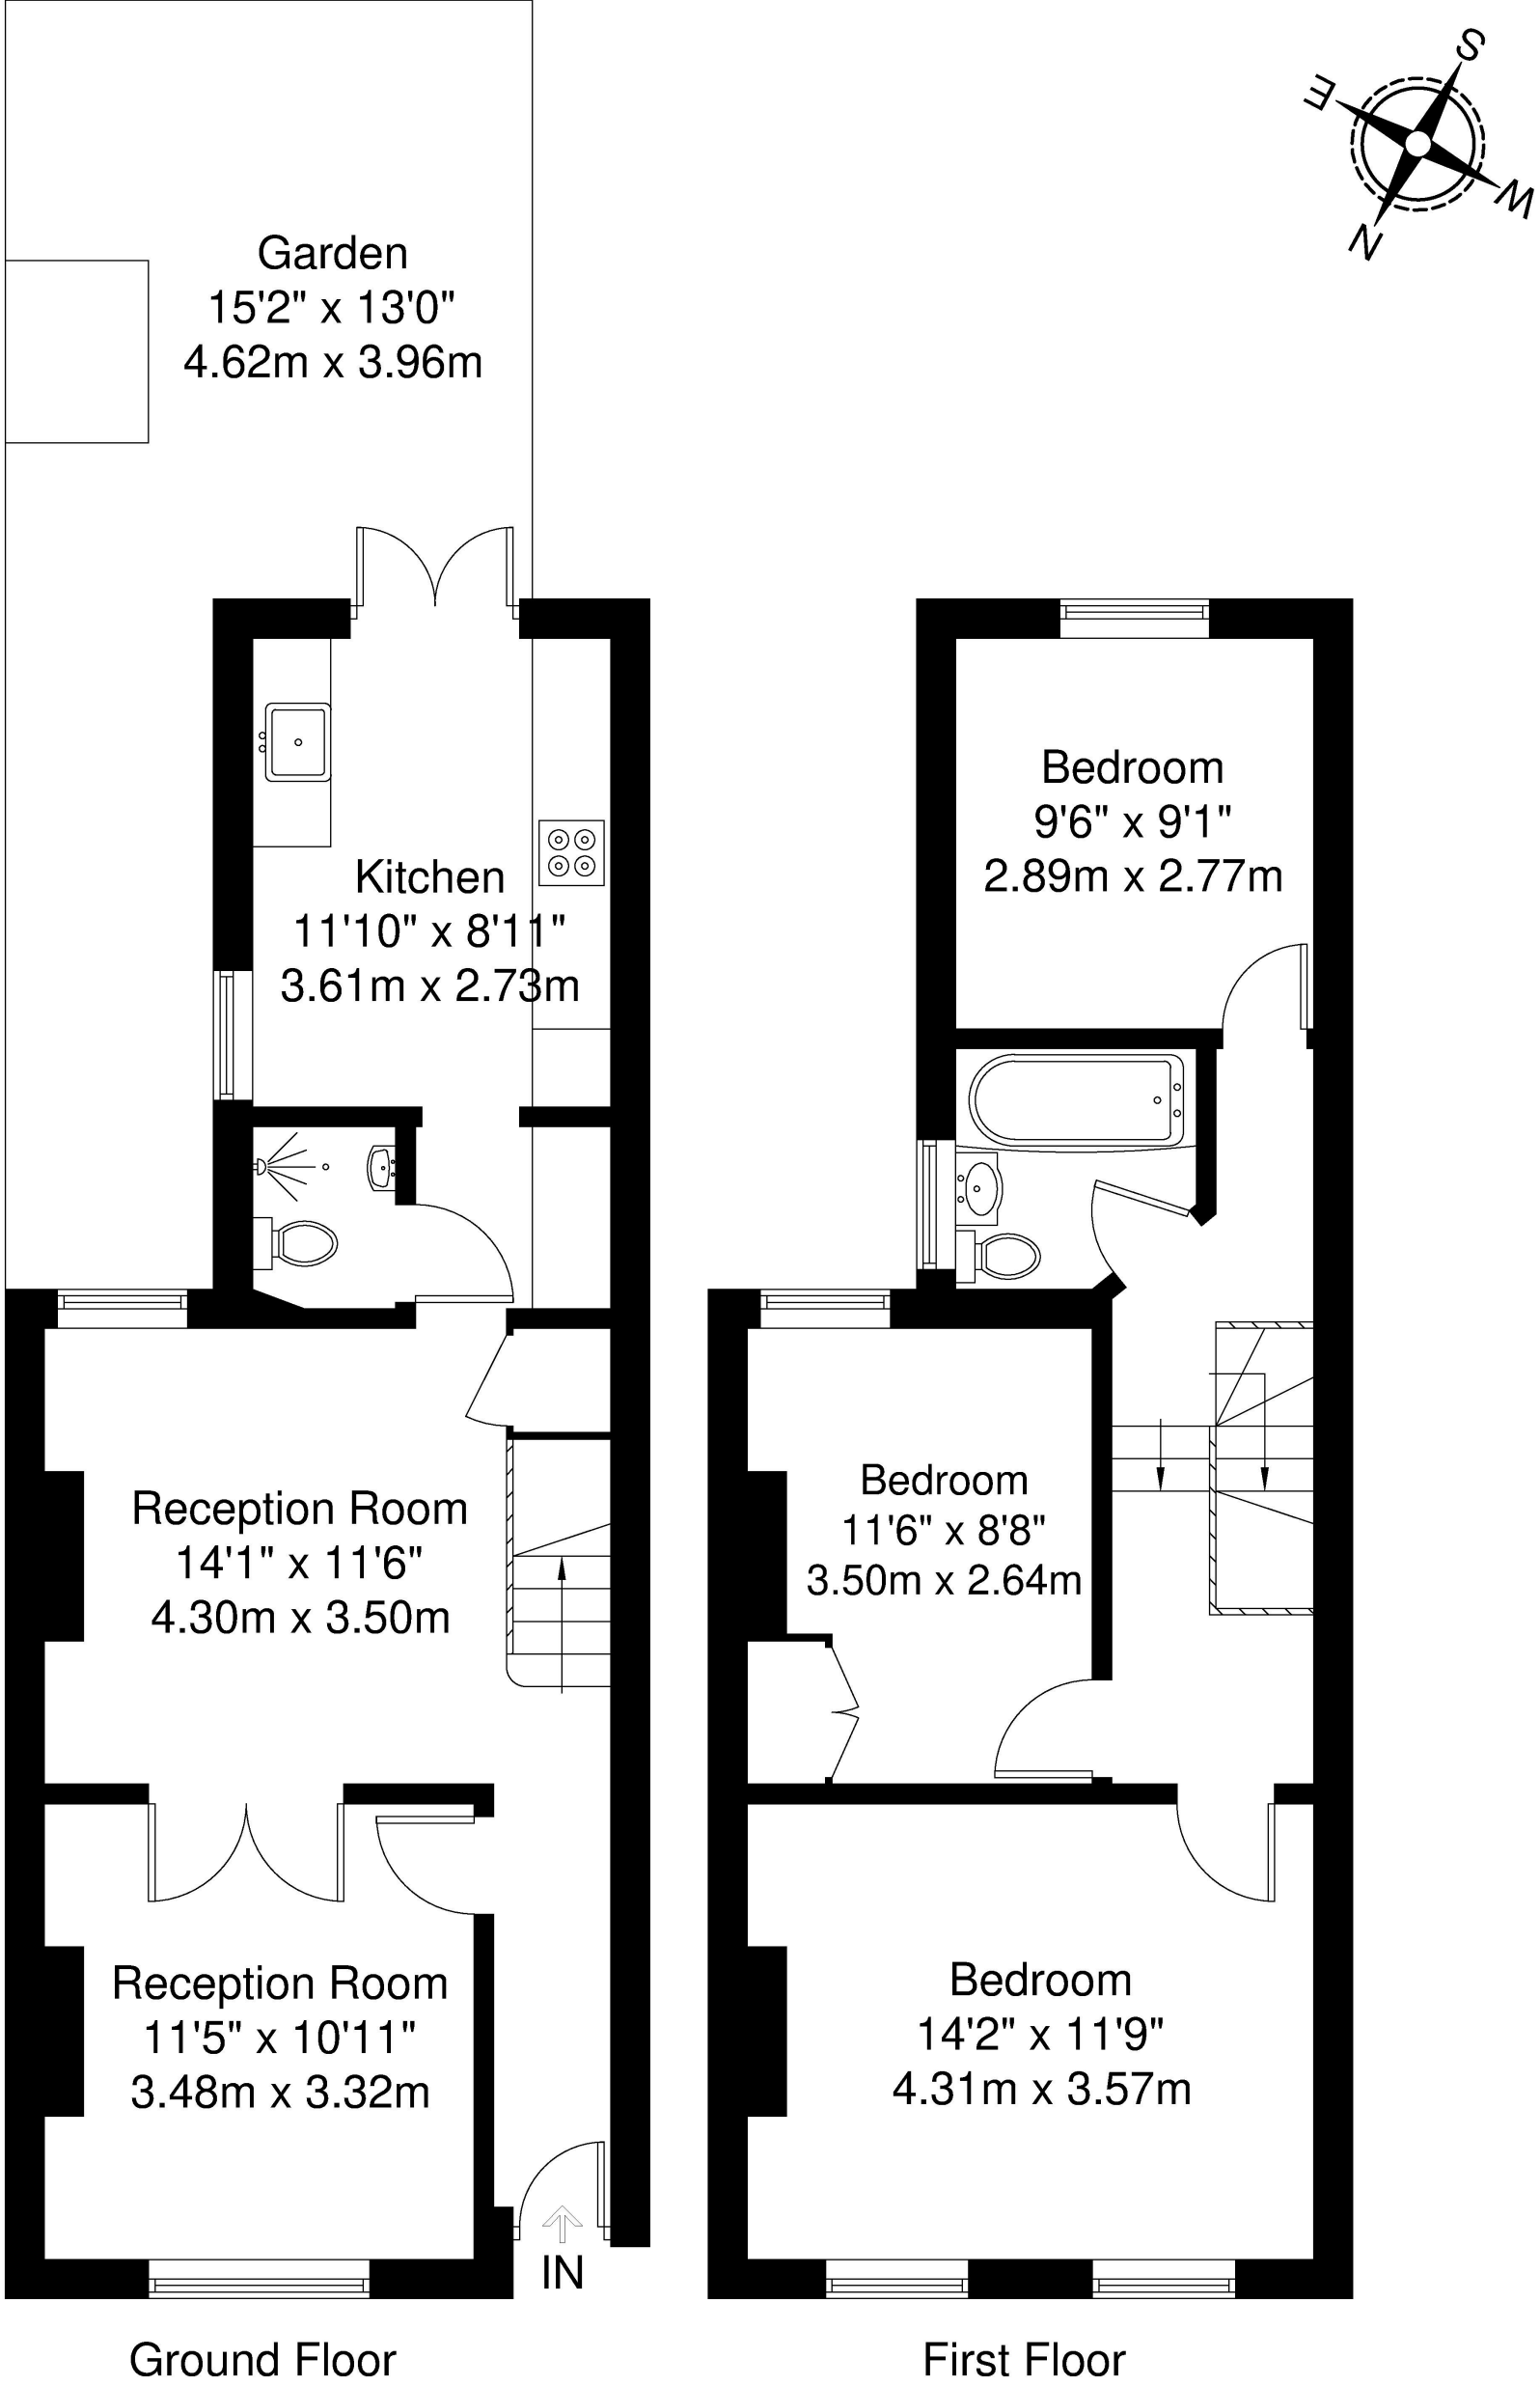 S
E
W
N
Garden
15'2" x 13'0"
4.62m x 3.96m
Kitchen
11'10" x 8'11"
3.61m x 2.73m
Reception Room
14'1" x 11'6"
4.30m x 3.50m
Reception Room
11'5" x 10'11"
3.48m x 3.32m
IN
Ground Floor
Bedroom
9'6" x 9'1"
2.89m x 2.77m
Bedroom
11'6" x 8'8"
3.50m x 2.64m
Bedroom
14'2" x 11'9"
4.31m x 3.57m
First Floor